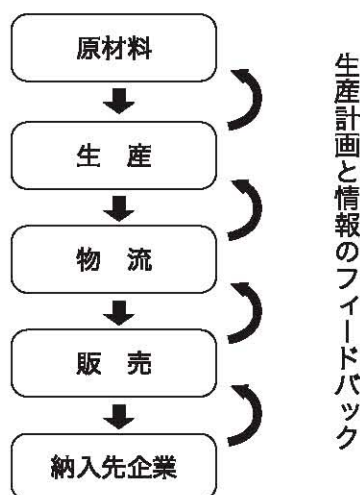 原材料
生産
物流
販売
納入先企業
生産計画と情報のフィードバック